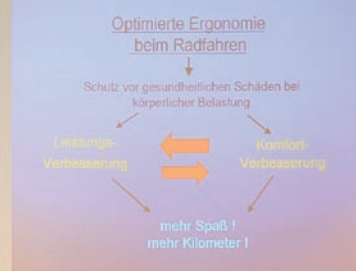 Optimierte Ergonomie
beim Radfahren
Schutz vor gesundheitlichen Schäden bei
körperlicher Belastung
Leistungs-
Verbesserung
Komfort-
Verbesserung
mehr Spaß !
mehr Kilometer !